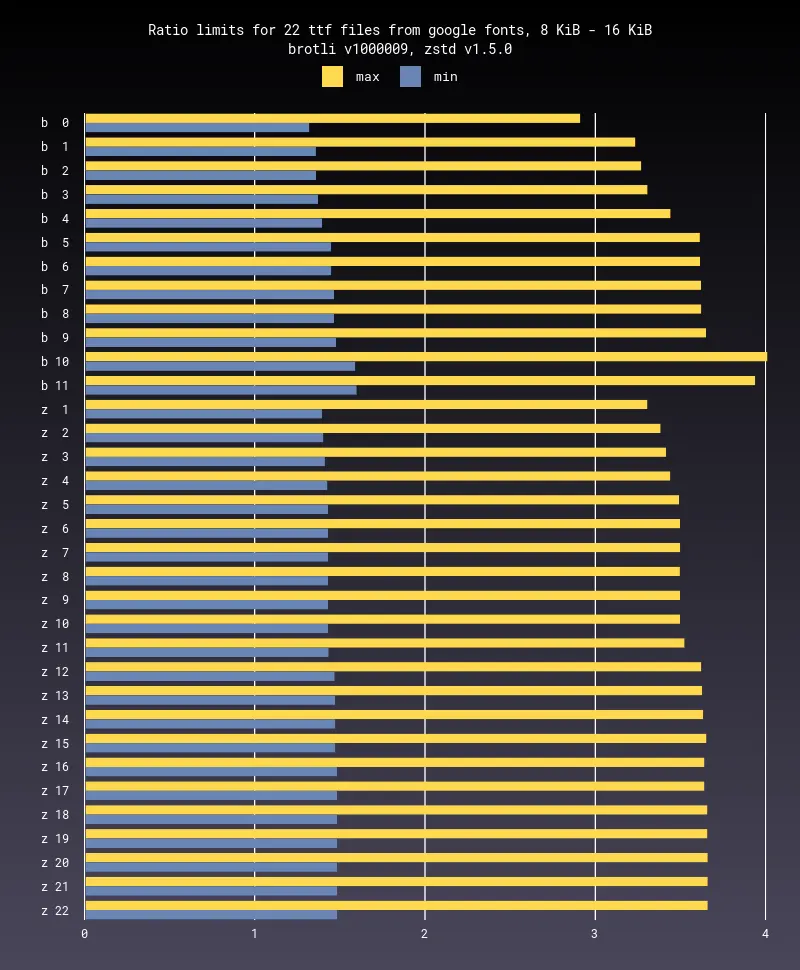 Ratio limits for 22 ttf files from google fonts, 8 KiB - 16 KiB
brotli v1000009, zstd v1.5.0
max min
b 0
b 1
b 2
b 3
b 4
b 5
b 6
b 7
b 8
b 9
b 10
b 11
z 1
z 2
z 3
z 4
z 5
z 6
z 7
z 8
z 9
z 10
z 11
z 12
z 13
z 14
z 15
z 16
z 17
z 18
z 19
z 20
z 21
z 22
0 1 2 3 4